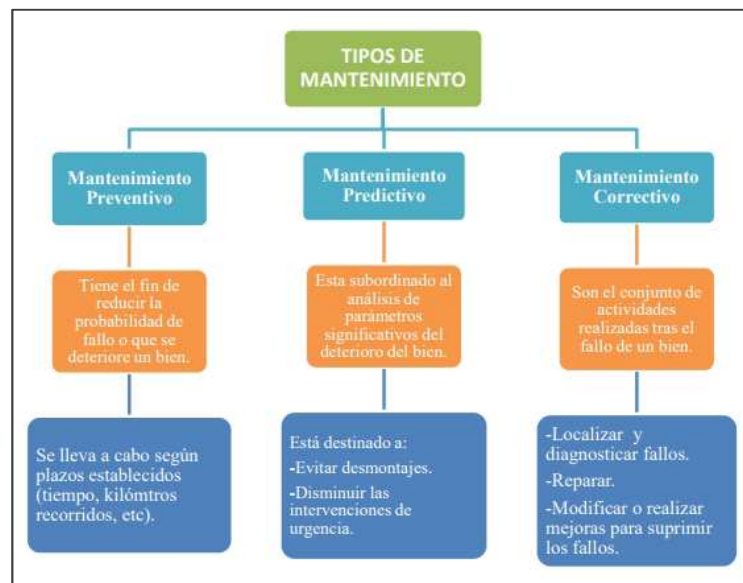 TIPOS DE
MANTENIMIENTO
Mantenimiento
Preventivo
Tiene el fin de
reducir la
probabilidad de
fallo o que se
deteriore un bien.
Se lleva a cabo según
plazos establecidos
(tiempo, kilómtros
recorridos, etc).
Mantenimiento
Predictivo
Esta subordinado al
análisis de
parámetros
significativos del
deterioro del bien.
Está destinado a:
-Evitar desmontajes.
-Disminuir las
intervenciones de
urgencia.
Mantenimiento
Correctivo
Son el conjunto de
actividades
realizadas tras el
fallo de un bien.
-Localizar y
diagnosticar fallos.
-Reparar.
-Modificar o realizar
mejoras para suprimir
los fallos.